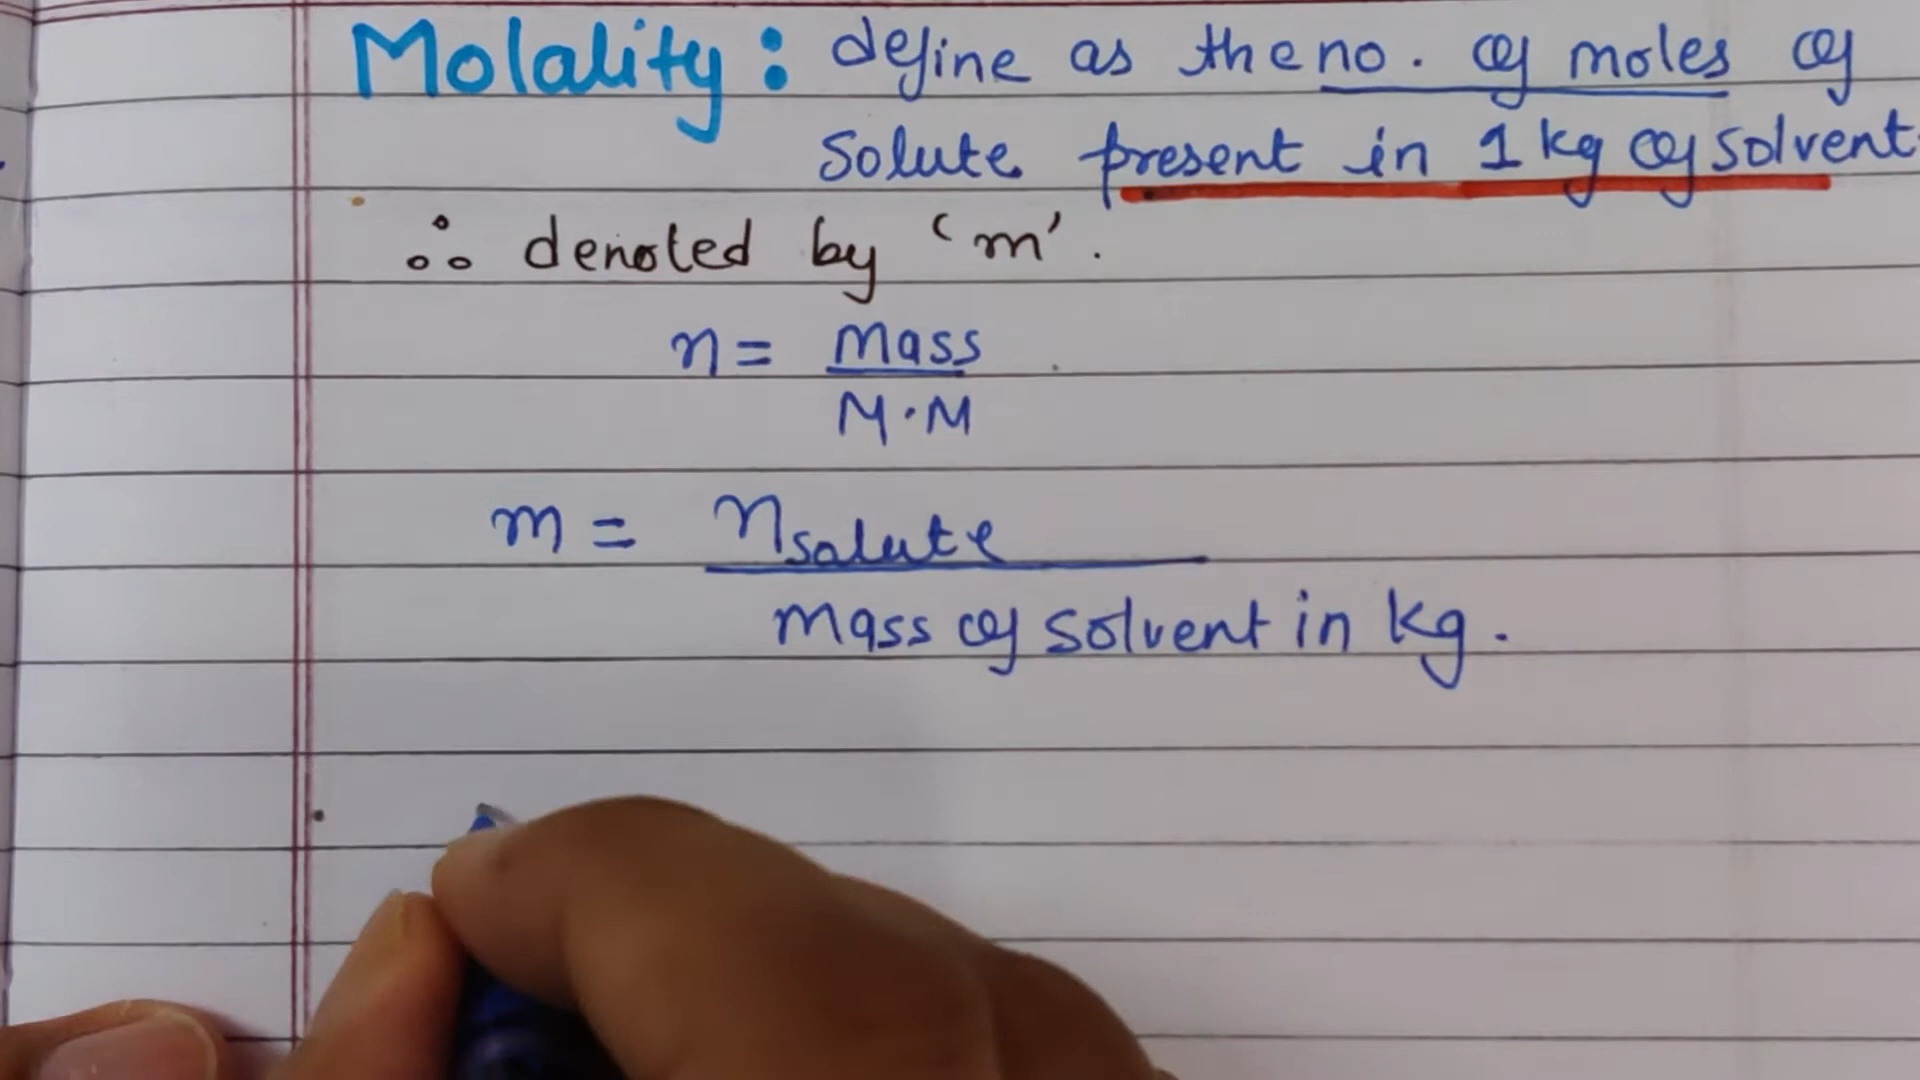 Molality: define as the no. of moles of
solute present in 1 kg of solvent
∴ denoted by ‘m’.
n = Mass
M·M
m = nsolute
mass of solvent in kg.